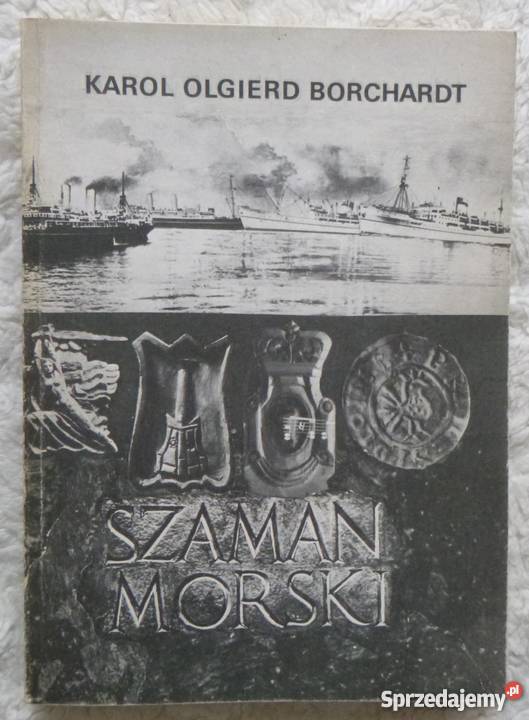 KAROL OLGIERD BORCHARDT
SZAMAN
MORSKI
Sprzedajemy.pl